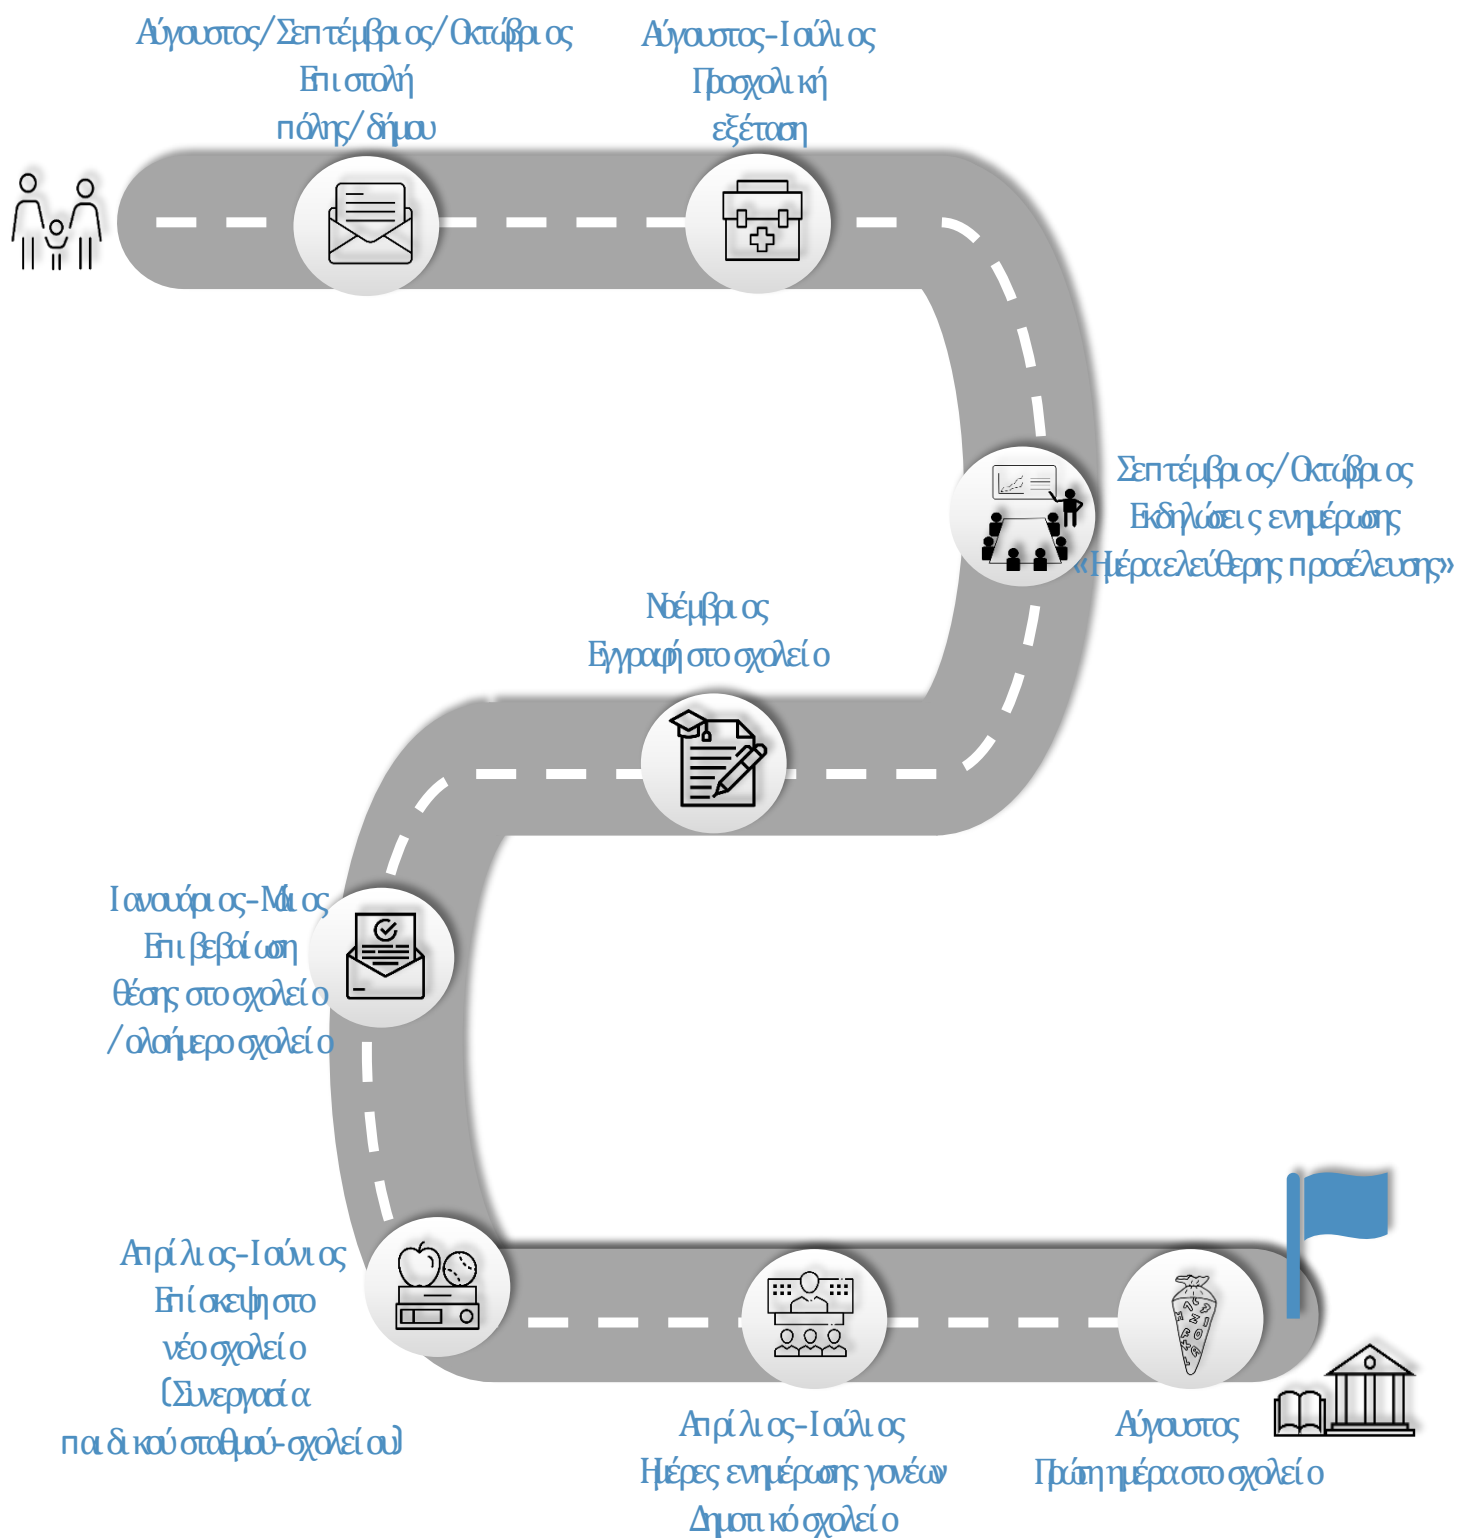 Αύγουστος/Σεπτέμβριος/Οκτώβριος
Επιστολή
πόλης/δήμου
Αύγουστος-Ιούλιος
Προσχολική
εξέταση
Σεπτέμβριος/Οκτώβριος
Εκδηλώσεις ενημέρωσης
«Ημέρα ελεύθερης προσέλευσης»
Νοέμβριος
Εγγραφή στο σχολείο
Ιανουάριος-Μάιος
Επιβεβαίωση
θέσης στο σχολείο
/ολοήμερο σχολείο
Απρίλιος-Ιούνιος
Επίσκεψη στο
νέο σχολείο
(Συνεργασία
παιδικού σταθμού-σχολείου)
Απρίλιος-Ιούλιος
Ημέρες ενημέρωσης γονέων
Δημοτικό σχολείο
Αύγουστος
Πρώτη ημέρα στο σχολείο